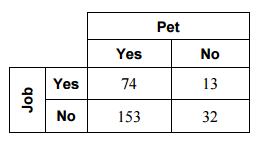 Pet
Yes No
Job
Yes 74 13
No 153 32